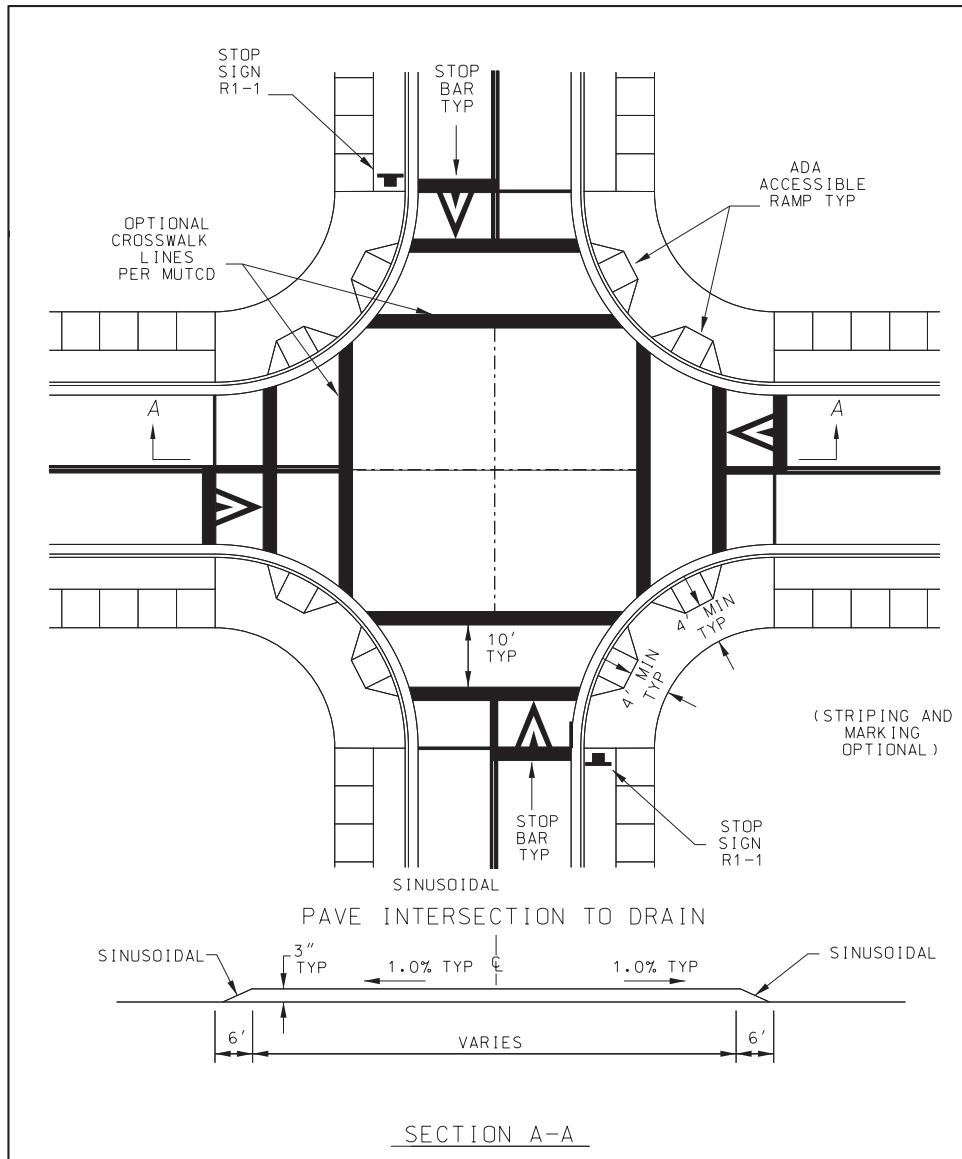 STOP
SIGN
R1-1
STOP
BAR
TYP
ADA
ACCESSIBLE
RAMP TYP
OPTIONAL
CROSSWALK
LINES
PER MUTCD
A
A
4' MIN
TYP
10'
TYP
4' MIN
TYP
(STRIPING AND
MARKING
OPTIONAL)
STOP
BAR
TYP
STOP
SIGN
R1-1
SINUSOIDAL
PAVE INTERSECTION TO DRAIN
SINUSOIDAL
3"
TYP
1.0% TYP
℄
1.0% TYP
SINUSOIDAL
6'
VARIES
6'
SECTION A-A